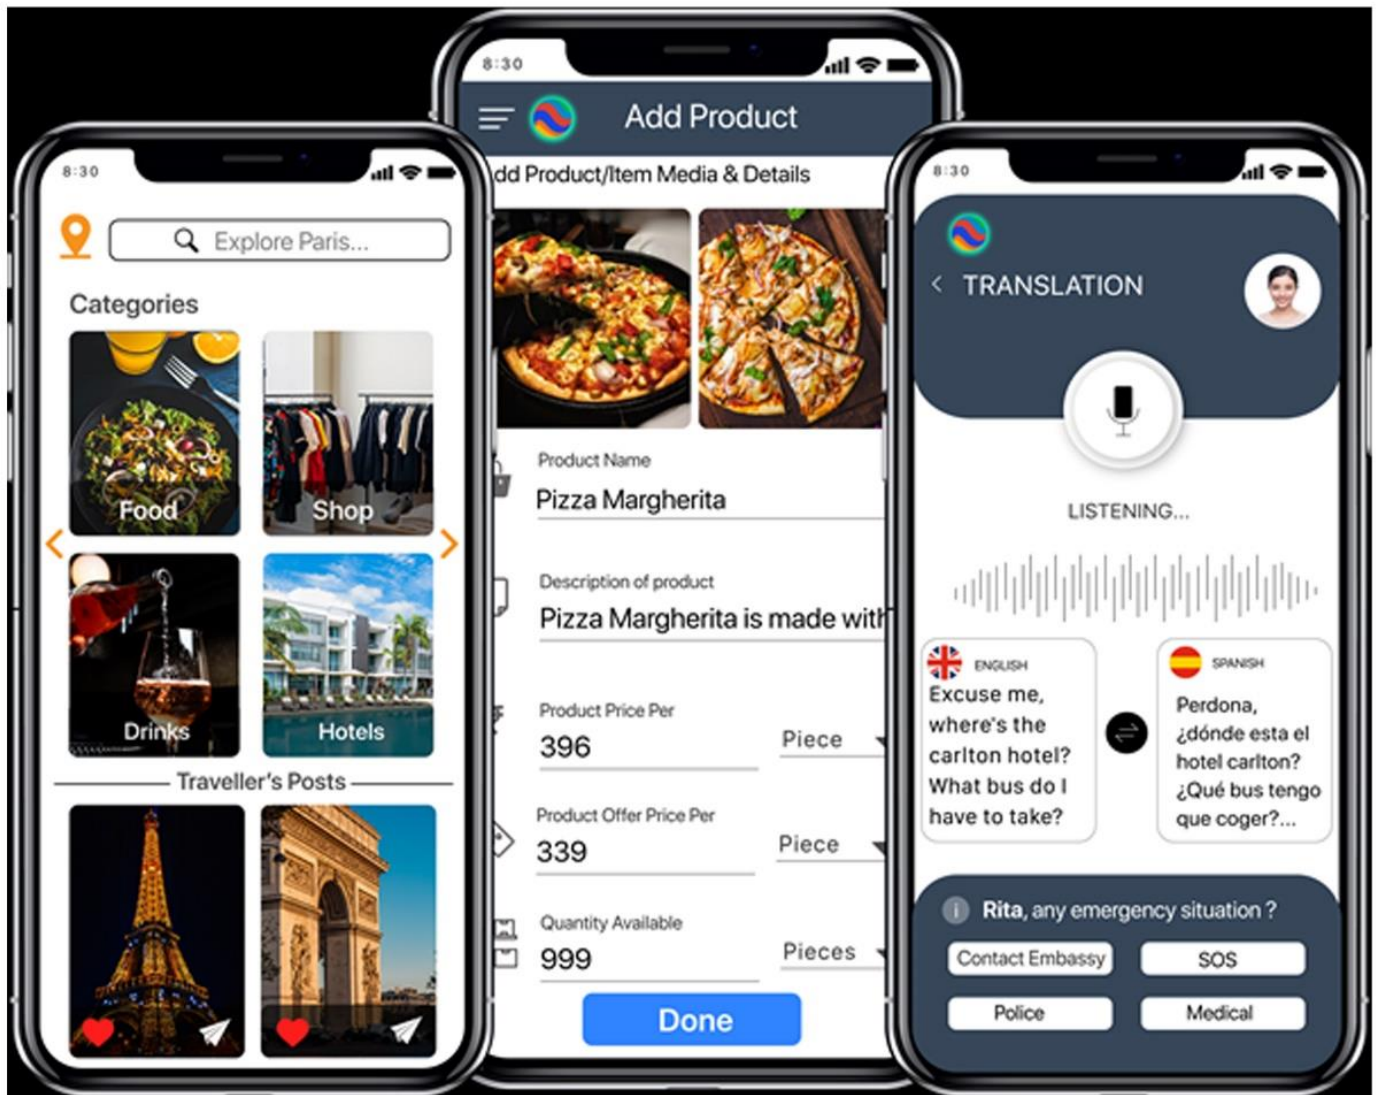 8:30
Explore Paris...
Categories
Food
Shop
Drinks
Hotels
Traveller's Posts
8:30
Add Product
dd Product/Item Media & Details
Product Name
Pizza Margherita
Description of product
Pizza Margherita is made with
Product Price Per
396
Piece
Product Offer Price Per
339
Piece
Quantity Available
999
Pieces
Done
8:30
TRANSLATION
LISTENING...
ENGLISH
Excuse me,
where's the
carlton hotel?
What bus do I
have to take?
SPANISH
Perdona,
¿dónde esta el
hotel carlton?
¿Qué bus tengo
que coger?...
i Rita, any emergency situation ?
Contact Embassy
SOS
Police
Medical